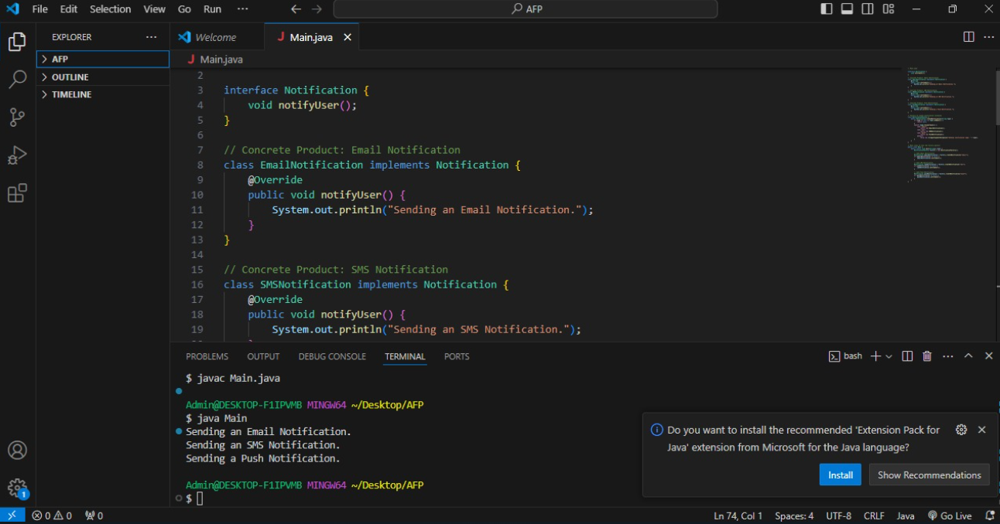 File Edit Selection View Go Run ···
AFP
EXPLORER ···
AFP
OUTLINE
TIMELINE
Welcome
J Main.java
J Main.java
2
3 interface Notification {
4 void notifyUser();
5 }
6
7 // Concrete Product: Email Notification
8 class EmailNotification implements Notification {
9 @Override
10 public void notifyUser() {
11 System.out.println("Sending an Email Notification.");
12 }
13 }
14
15 // Concrete Product: SMS Notification
16 class SMSNotification implements Notification {
17 @Override
18 public void notifyUser() {
19 System.out.println("Sending an SMS Notification.");
PROBLEMS OUTPUT DEBUG CONSOLE TERMINAL PORTS
bash
$ javac Main.java
Admin@DESKTOP-F1IPVMB MINGW64 ~/Desktop/AFP
$ java Main
Sending an Email Notification.
Sending an SMS Notification.
Sending a Push Notification.
Admin@DESKTOP-F1IPVMB MINGW64 ~/Desktop/AFP
$
Do you want to install the recommended 'Extension Pack for
Java' extension from Microsoft for the Java language?
Install Show Recommendations
1
0 0 0
Ln 74, Col 1 Spaces: 4 UTF-8 CRLF Java Go Live